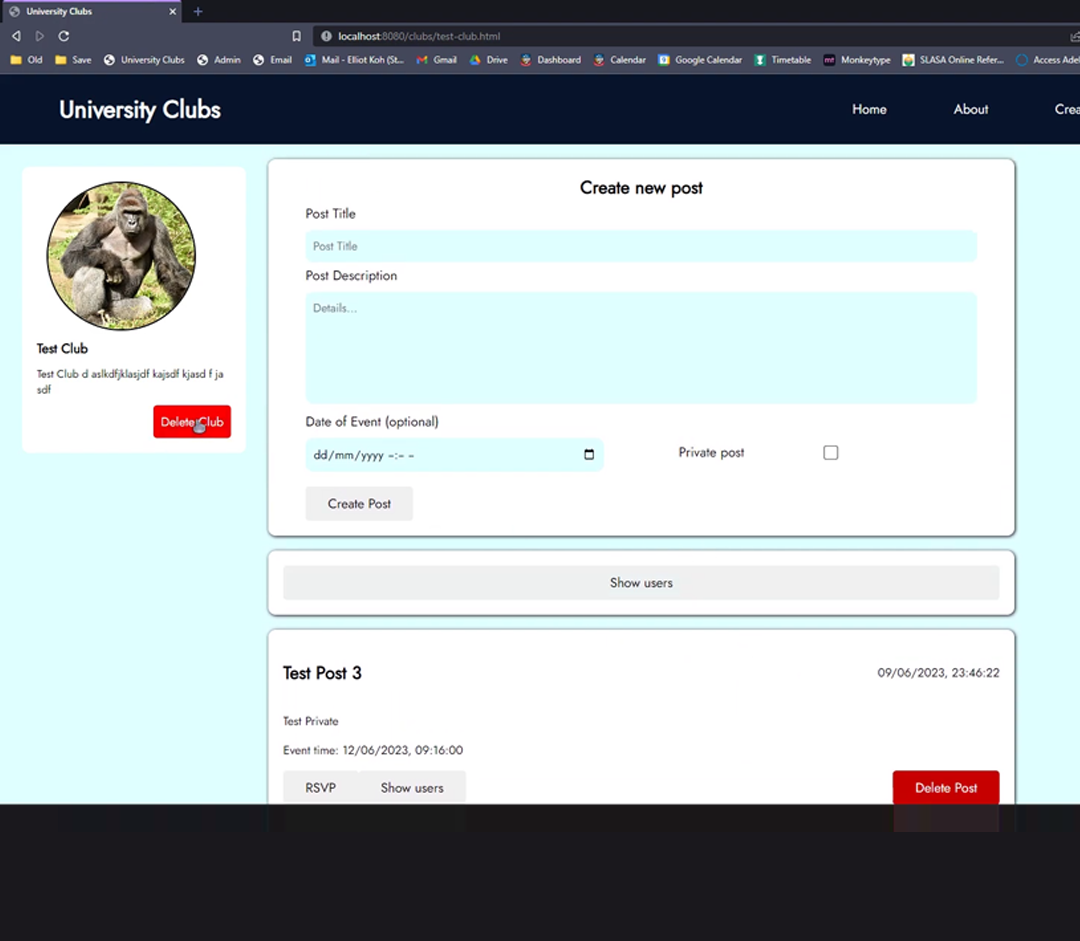 University Clubs
localhost:8080/clubs/test-club.html
Old Save University Clubs Admin Email Mail - Elliot Koh (St... Gmail Drive Dashboard Calendar Google Calendar Timetable mt Monkeytype SLASA Online Refer... Access Adel
University Clubs Home About Crea
Create new post
Post Title
Post Title
Post Description
Details...
Test Club
Test Club d aslkdfjklasjdf kajsdf kjasd f ja
sdf
Delete Club
Date of Event (optional)
dd/mm/yyyy --:-- --
Private post
Create Post
Show users
Test Post 3 09/06/2023, 23:46:22
Test Private
Event time: 12/06/2023, 09:16:00
RSVP Show users Delete Post